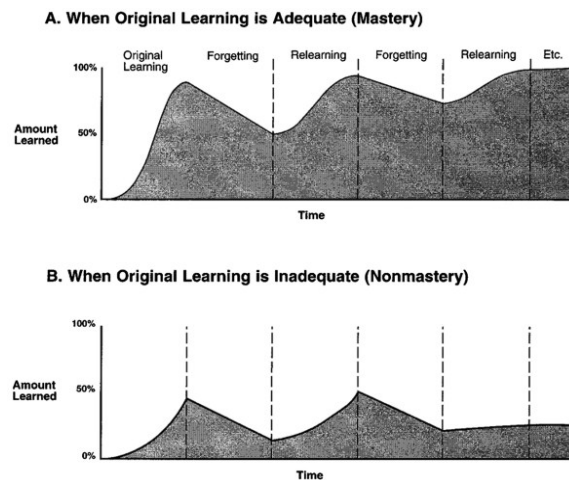 A. When Original Learning is Adequate (Mastery)
Original
Learning
Forgetting
Relearning
Forgetting
Relearning
Etc.
100%
Amount
Learned
50%
0%
Time
B. When Original Learning is Inadequate (Nonmastery)
100%
Amount
Learned
50%
0%
Time